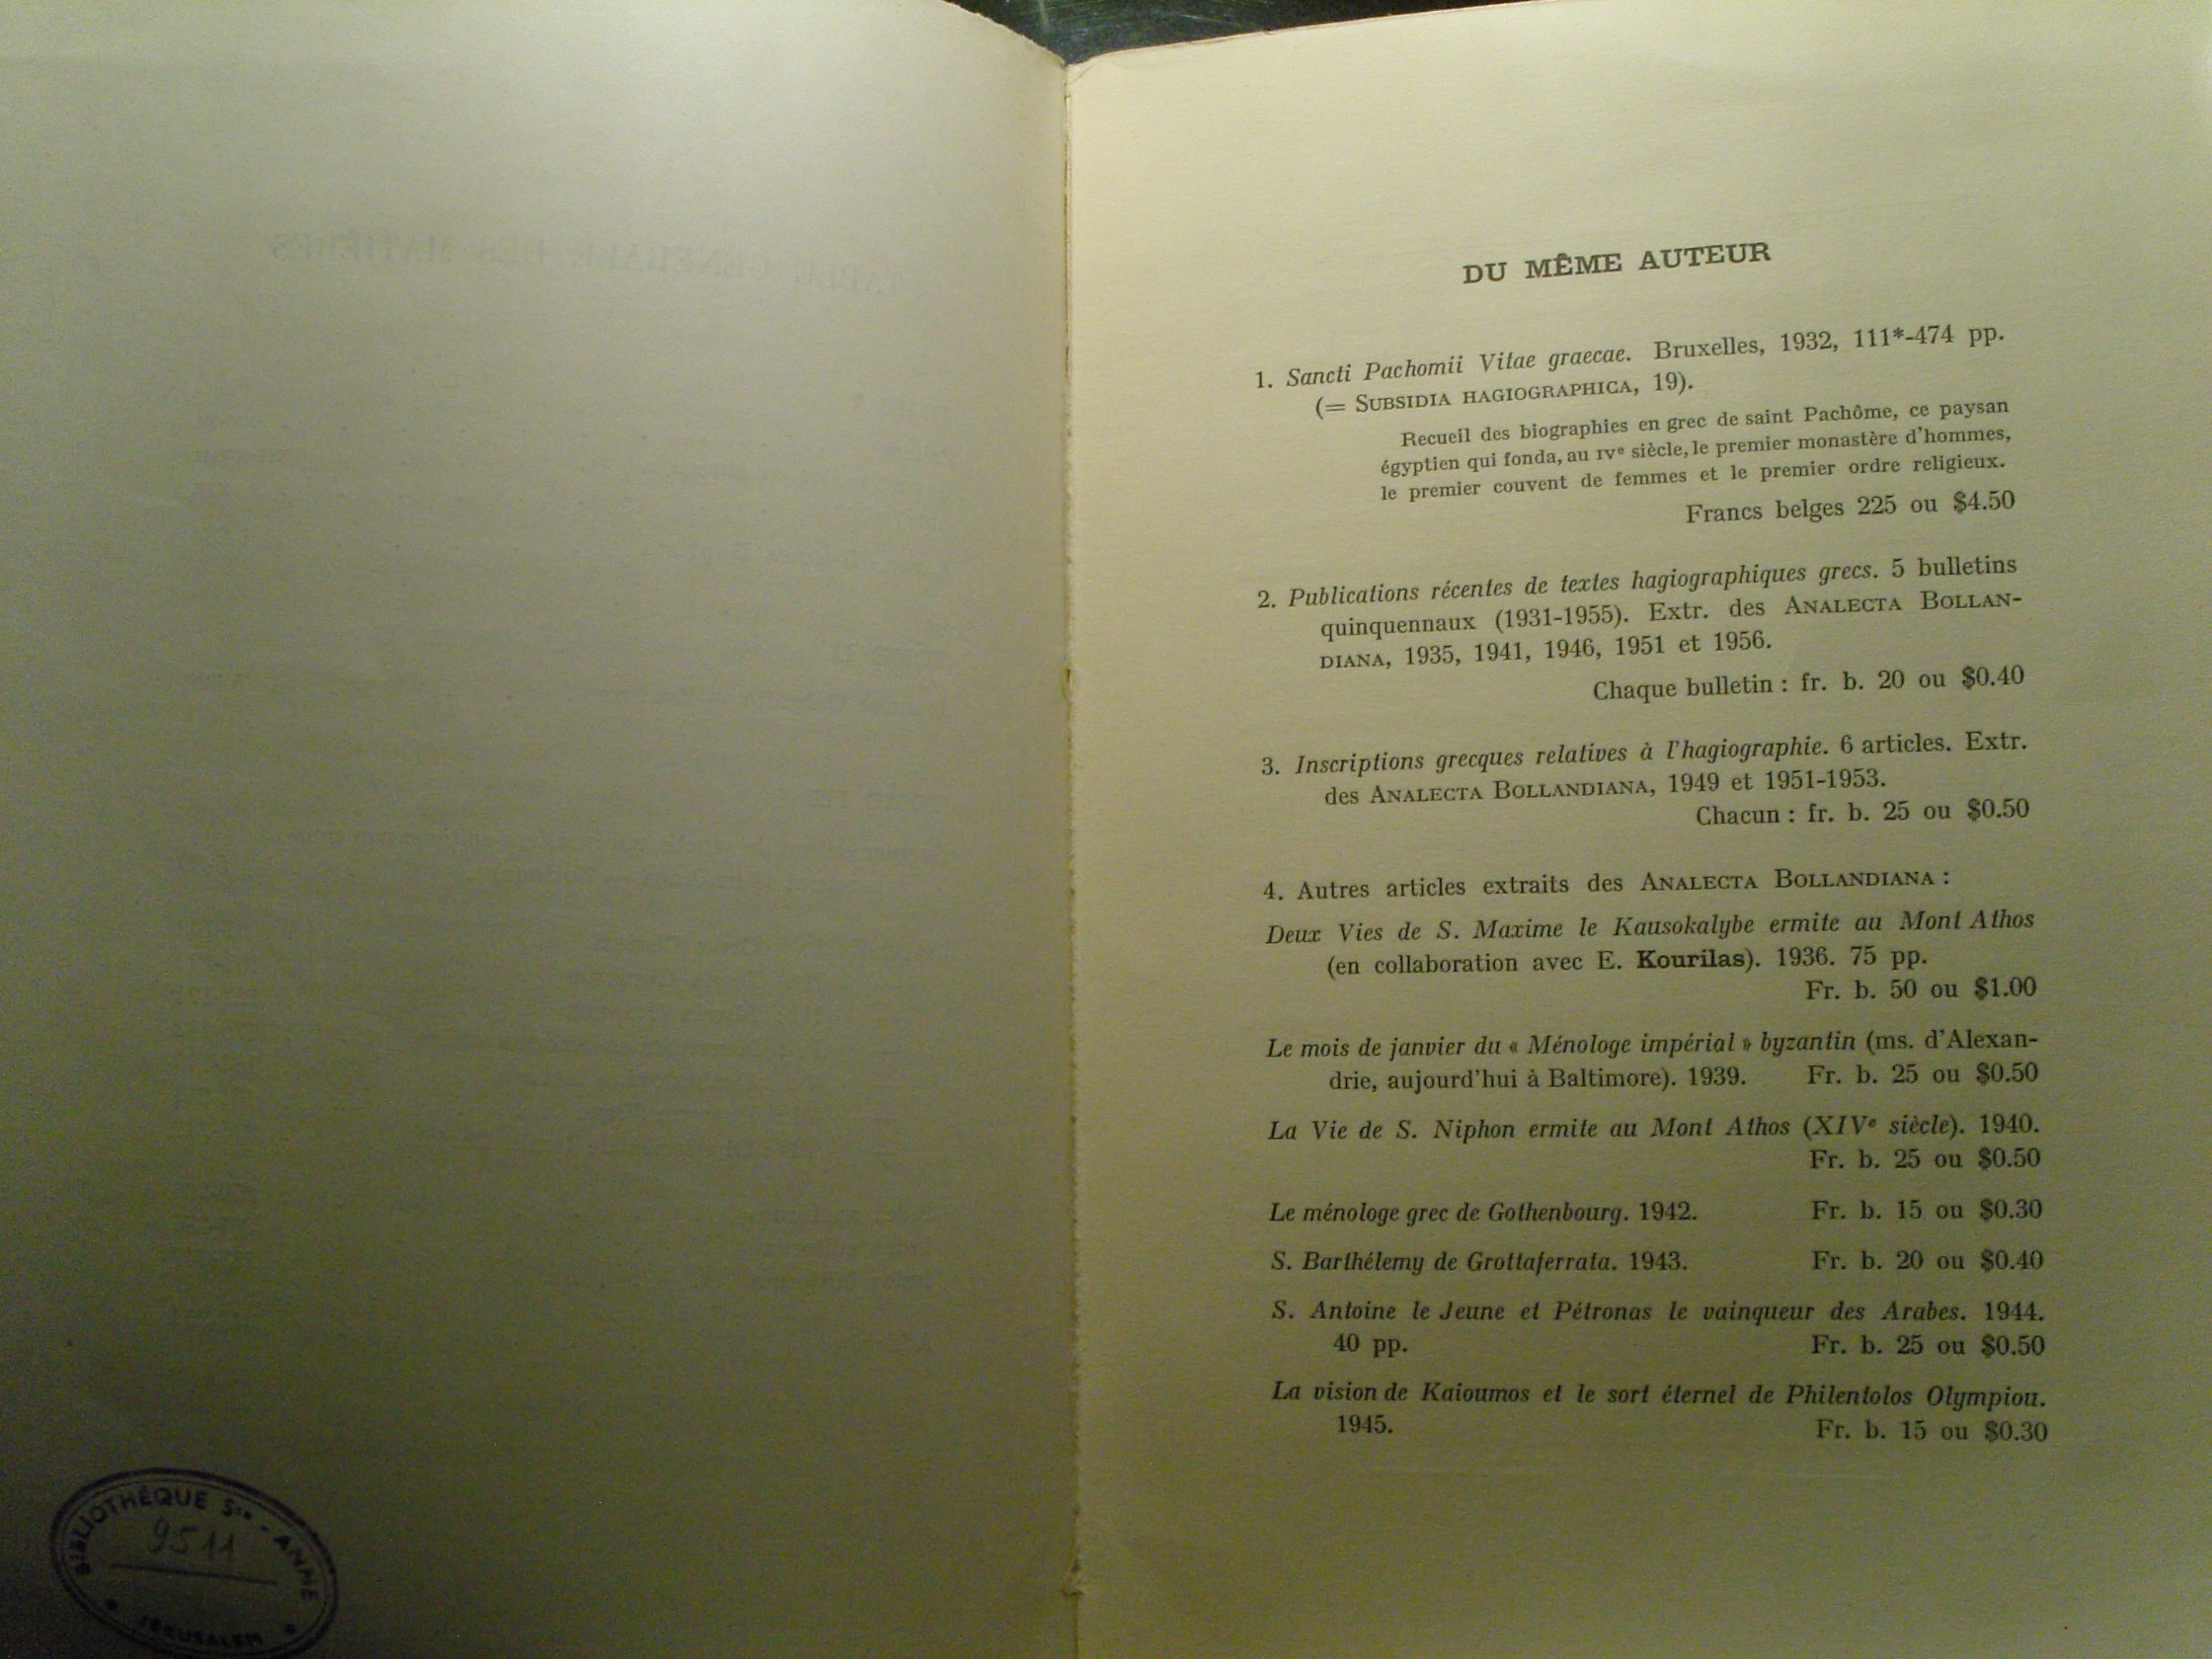 TABLE GÉNÉRALE DES MATIÈRES
BIBLIOTHÈQUE Ste - ANNE
9511
JÉRUSALEM
DU MÊME AUTEUR
1. Sancti Pachomii Vitae graecae. Bruxelles, 1932, 111*-474 pp.
(= SUBSIDIA HAGIOGRAPHICA, 19).
Recueil des biographies en grec de saint Pachôme, ce paysan
égyptien qui fonda, au IVe siècle, le premier monastère d'hommes,
le premier couvent de femmes et le premier ordre religieux.
Francs belges 225 ou $4.50
2. Publications récentes de textes hagiographiques grecs. 5 bulletins
quinquennaux (1931-1955). Extr. des ANALECTA BOLLAN-
DIANA, 1935, 1941, 1946, 1951 et 1956.
Chaque bulletin : fr. b. 20 ou $0.40
3. Inscriptions grecques relatives à l'hagiographie. 6 articles. Extr.
des ANALECTA BOLLANDIANA, 1949 et 1951-1953.
Chacun : fr. b. 25 ou $0.50
4. Autres articles extraits des ANALECTA BOLLANDIANA :
Deux Vies de S. Maxime le Kausokalybe ermite au Mont Athos
(en collaboration avec E. Kourilas). 1936. 75 pp.
Fr. b. 50 ou $1.00
Le mois de janvier du « Ménologe impérial » byzantin (ms. d'Alexan-
drie, aujourd'hui à Baltimore). 1939. Fr. b. 25 ou $0.50
La Vie de S. Niphon ermite au Mont Athos (XIVe siècle). 1940.
Fr. b. 25 ou $0.50
Le ménologe grec de Gothenbourg. 1942. Fr. b. 15 ou $0.30
S. Barthélemy de Grottaferrata. 1943. Fr. b. 20 ou $0.40
S. Antoine le Jeune et Pétronas le vainqueur des Arabes. 1944.
40 pp. Fr. b. 25 ou $0.50
La vision de Kaioumos et le sort éternel de Philentolos Olympiou.
1945. Fr. b. 15 ou $0.30